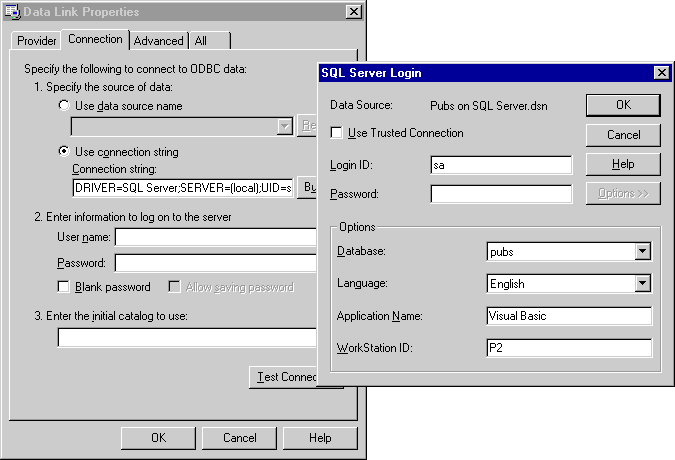 Data Link Properties
Provider
Connection
Advanced
All
Specify the following to connect to ODBC data:
1. Specify the source of data:
Use data source name
Use connection string
Connection string:
DRIVER=SQL Server;SERVER=(local);UID=s
2. Enter information to log on to the server
User name:
Password:
Blank password
Allow saving password
3. Enter the initial catalog to use:
Test
OK
Cancel
Help
SQL Server Login
Data Source:
Pubs on SQL Server.dsn
OK
Use Trusted Connection
Cancel
Login ID:
sa
Help
Password:
Options >>
Options
Database:
pubs
Language:
English
Application Name:
Visual Basic
WorkStation ID:
P2